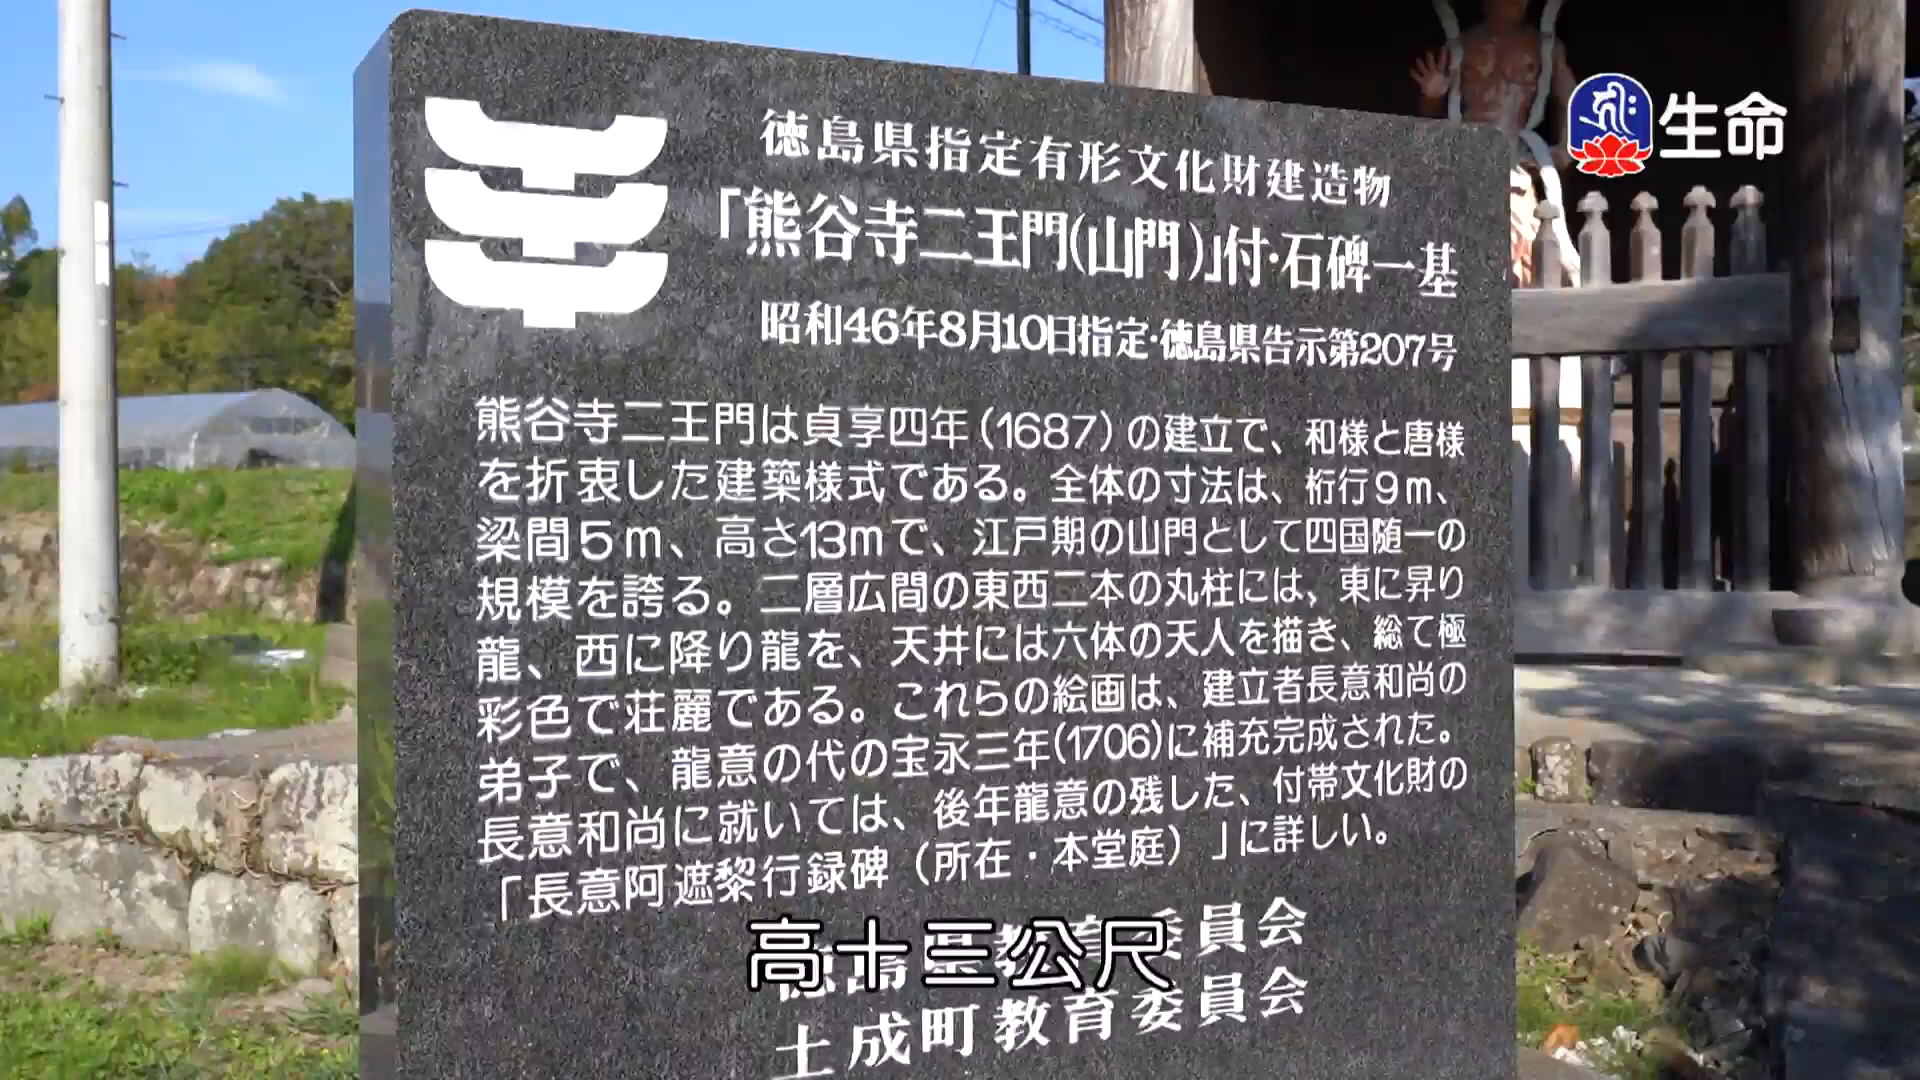 生命
徳島県指定有形文化財建造物
「熊谷寺二王門(山門)」付・石碑一基
昭和46年8月10日指定・徳島県告示第207号
熊谷寺二王門は貞享四年(1687)の建立で、和様と唐様
を折衷した建築様式である。全体の寸法は、桁行9m、
梁間5m、高さ13mで、江戸期の山門として四国随一の
規模を誇る。二層広間の東西二本の丸柱には、東に昇り
龍、西に降り龍を、天井には六体の天人を描き、総て極
彩色で荘麗である。これらの絵画は、建立者長意和尚の
弟子で、龍意の代の宝永三年(1706)に補充完成された。
長意和尚に就いては、後年龍意の残した、付帯文化財の
「長意阿遮黎行録碑(所在・本堂庭)」に詳しい。
徳島県教育委員会
高十三公尺
土成町教育委員会